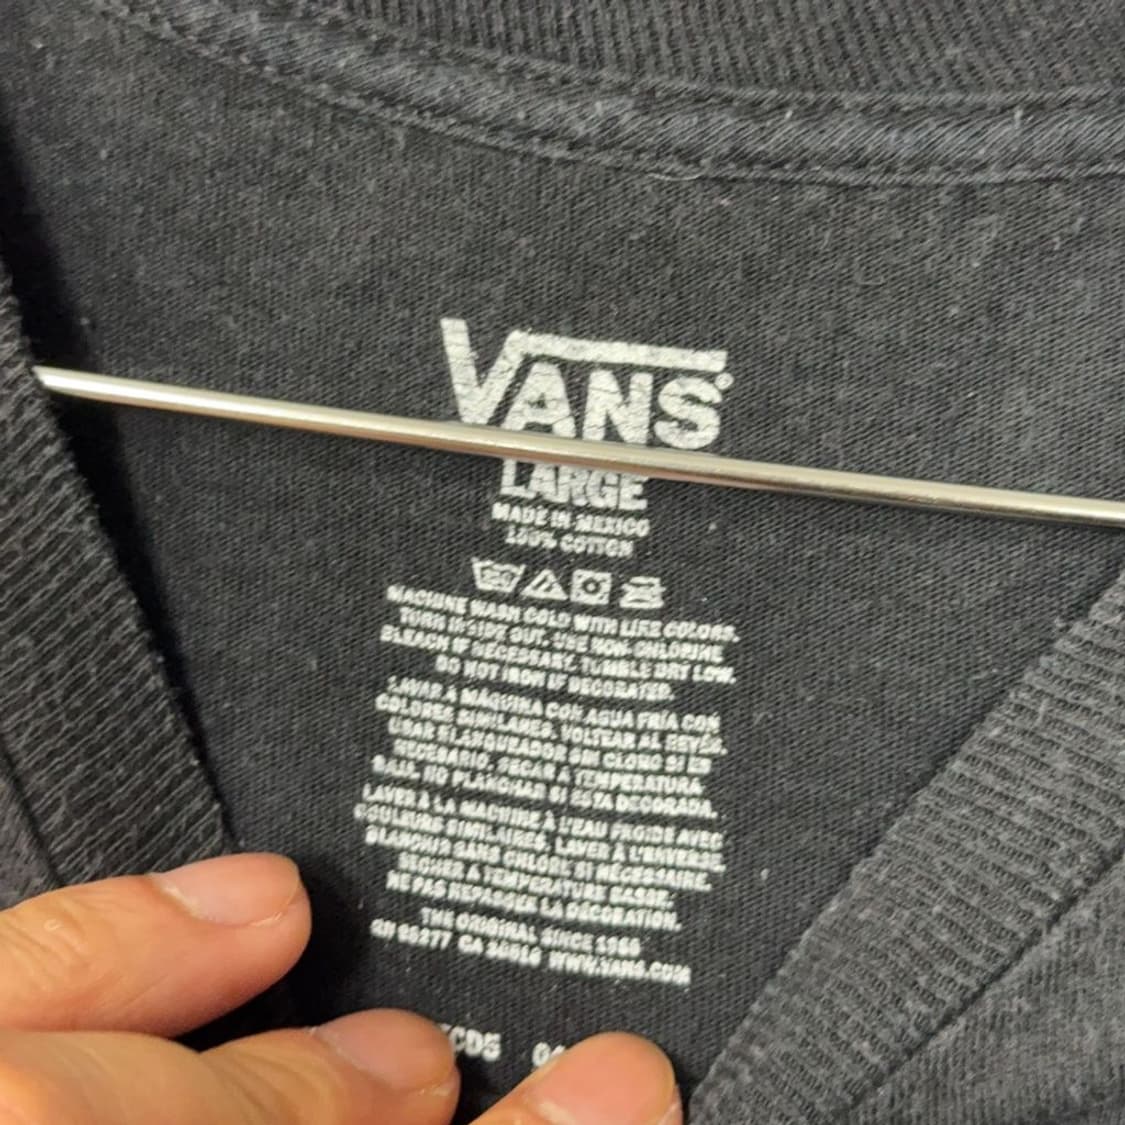 VANS
LARGE
MADE IN MEXICO
100% COTTON
MACHINE WASH COLD WITH LIKE COLORS.
TURN INSIDE OUT. USE NON-CHLORINE
BLEACH IF NECESSARY. TUMBLE DRY LOW.
DO NOT IRON IF DECORATED.
LAVAR A MÁQUINA CON AGUA FRÍA CON
COLORES SIMILARES. VOLTEAR AL REVÉS.
USAR BLANQUEADOR SIN CLORO SI ES
NECESARIO. SECAR A TEMPERATURA
BAJA. NO PLANCHAR SI ESTÁ DECORADA.
LAVER À LA MACHINE À L'EAU FROIDE AVEC
COULEURS SIMILAIRES. LAVER À L'ENVERSE.
BLANCHIR SANS CHLORE SI NÉCESSAIRE.
SÉCHER A TEMPERATURE BASSE.
NE PAS REPASSER LA DÉCORATION.
THE ORIGINAL SINCE 1966
WWW.VANS.COM